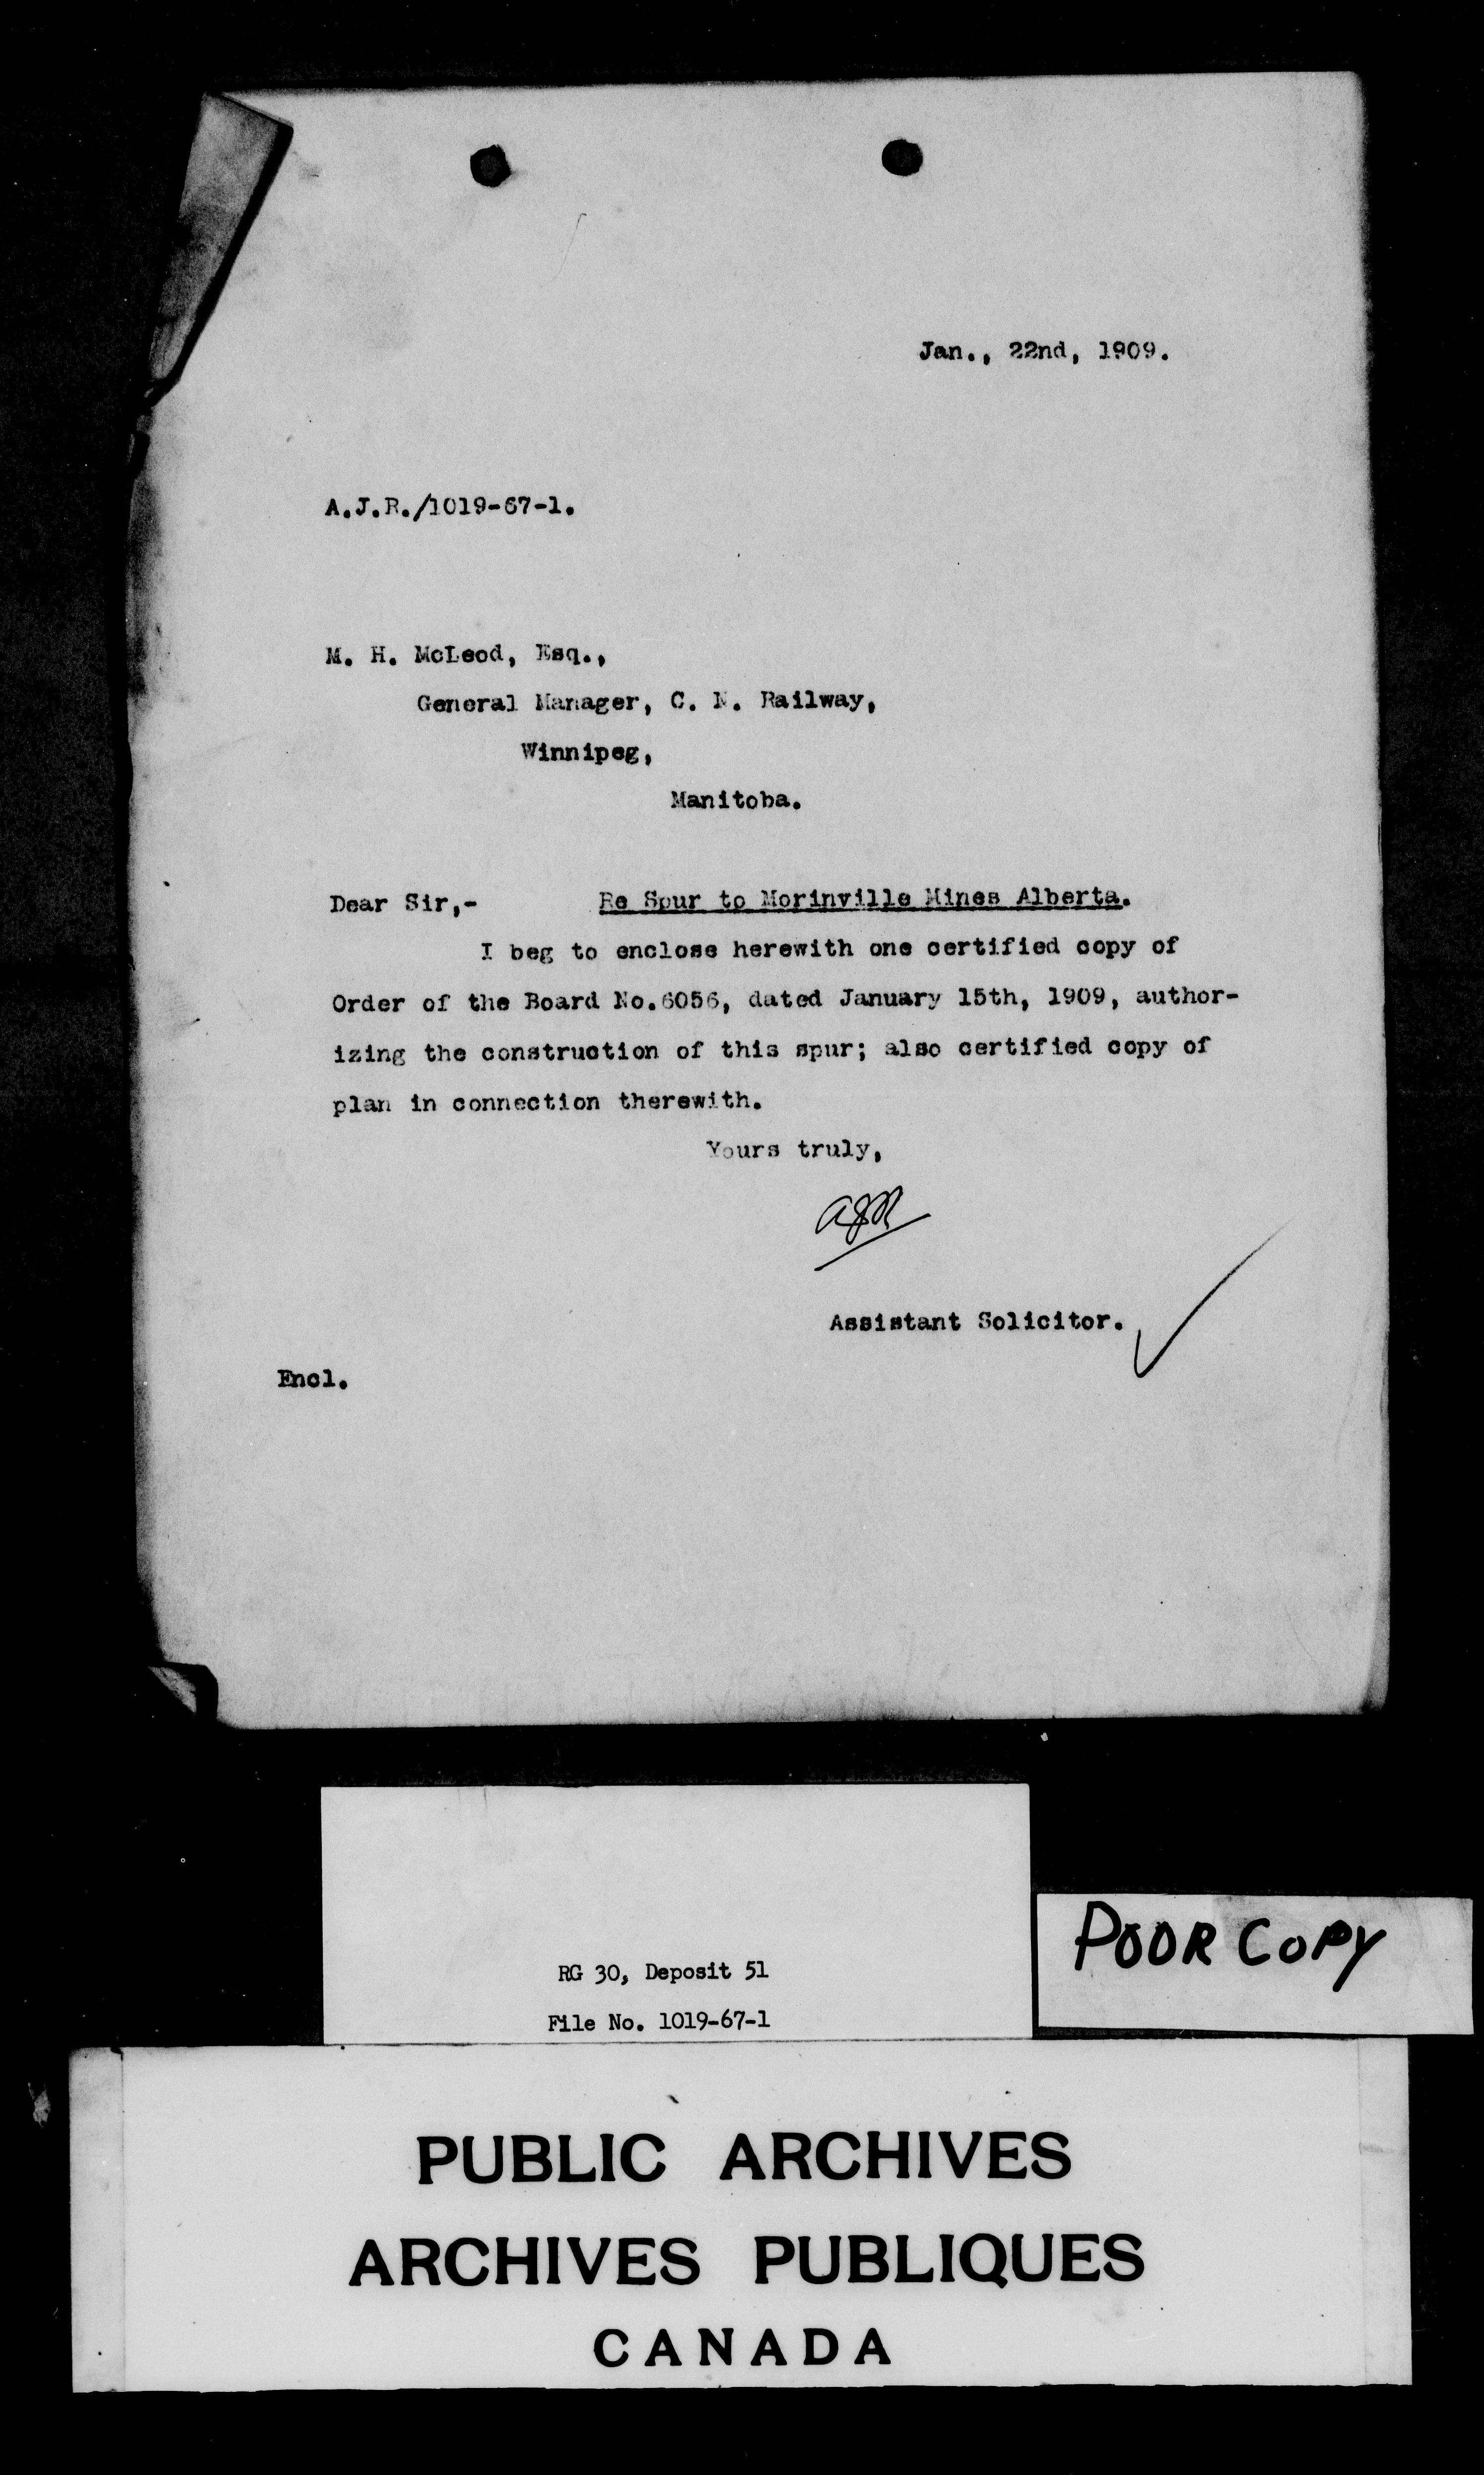 Jan., 22nd, 1909.
A.J.R./1019-67-1.
M. H. McLeod, Esq.,
General Manager, C. N. Railway,
Winnipeg,
Manitoba.
Dear Sir,- Re Spur to Morinville Mines Alberta.
I beg to enclose herewith one certified copy of
Order of the Board No.6056, dated January 15th, 1909, author-
izing the construction of this spur; also certified copy of
plan in connection therewith.
Yours truly,
AJR
Assistant Solicitor.
Encl.
POOR COPY
RG 30, Deposit 51
File No. 1019-67-1
PUBLIC ARCHIVES
ARCHIVES PUBLIQUES
CANADA